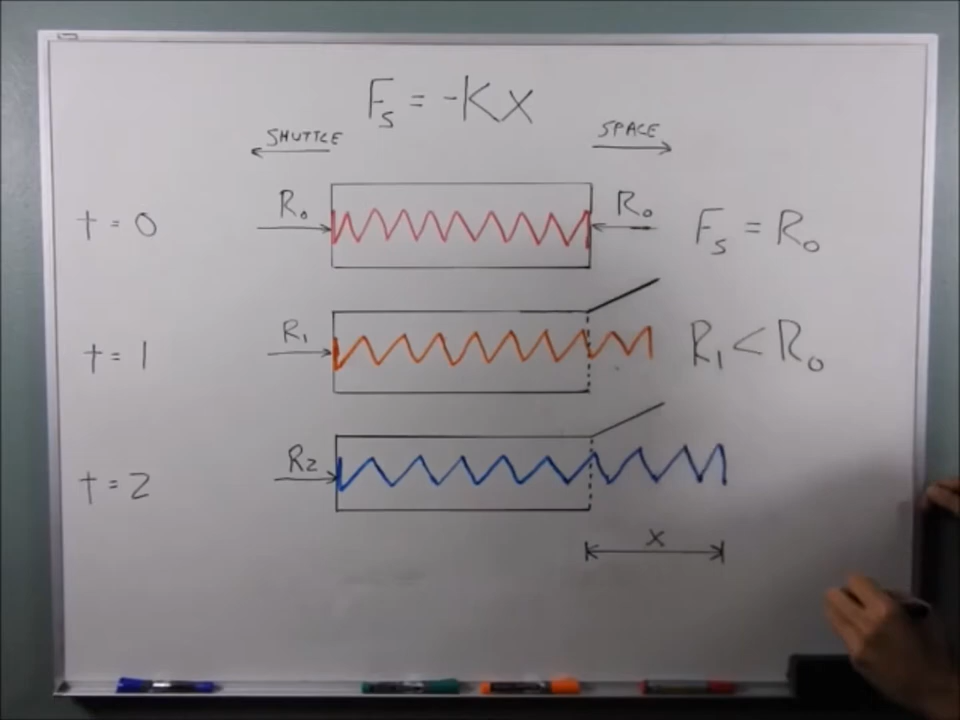 Fs = -Kx
SHUTTLE SPACE
t = 0 R₀ R₀ Fs = R₀
t = 1 R₁ R₁ < R₀
t = 2 R₂
x